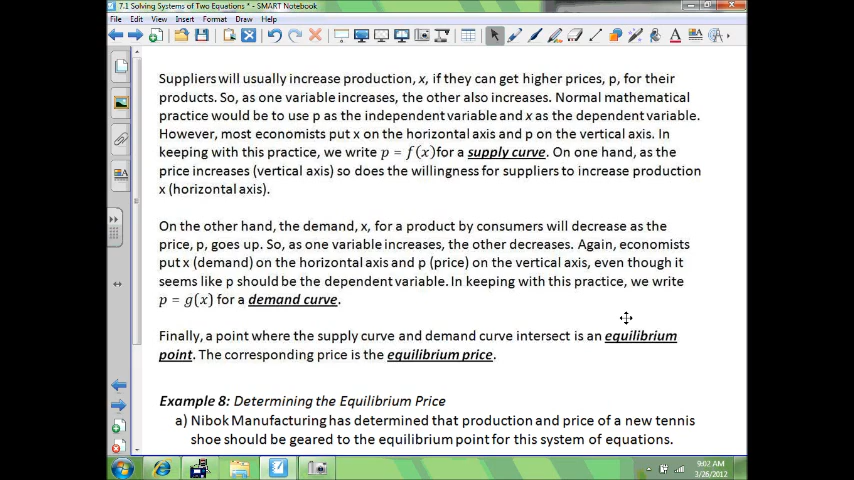 7.1 Solving Systems of Two Equations * - SMART Notebook
File Edit View Insert Format Draw Help
Suppliers will usually increase production, x, if they can get higher prices, p, for their
products. So, as one variable increases, the other also increases. Normal mathematical
practice would be to use p as the independent variable and x as the dependent variable.
However, most economists put x on the horizontal axis and p on the vertical axis. In
keeping with this practice, we write p = f(x) for a supply curve. On one hand, as the
price increases (vertical axis) so does the willingness for suppliers to increase production
x (horizontal axis).
On the other hand, the demand, x, for a product by consumers will decrease as the
price, p, goes up. So, as one variable increases, the other decreases. Again, economists
put x (demand) on the horizontal axis and p (price) on the vertical axis, even though it
seems like p should be the dependent variable. In keeping with this practice, we write
p = g(x) for a demand curve.
Finally, a point where the supply curve and demand curve intersect is an equilibrium
point. The corresponding price is the equilibrium price.
Example 8: Determining the Equilibrium Price
a) Nibok Manufacturing has determined that production and price of a new tennis
shoe should be geared to the equilibrium point for this system of equations.
9:02 AM
3/26/2012